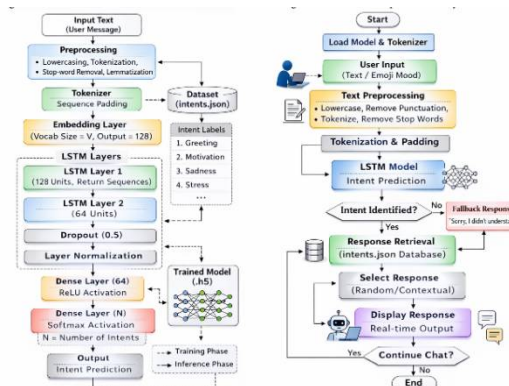 Input Text
(User Message)
Preprocessing
• Lowercasing, Tokenization,
• Stop-word Removal, Lemmatization
Tokenizer
Sequence Padding
Dataset
(intents.json)
Embedding Layer
(Vocab Size = V, Output = 128)
Intent Labels
1. Greeting
2. Motivation
3. Sadness
4. Stress
...
LSTM Layers
LSTM Layer 1
(128 Units, Return Sequences)
LSTM Layer 2
(64 Units)
Dropout (0.5)
Layer Normalization
Dense Layer (64)
ReLU Activation
Trained Model
(.h5)
Dense Layer (N)
Softmax Activation
N = Number of Intents
Training Phase
Inference Phase
Output
Intent Prediction
Start
Load Model & Tokenizer
User Input
(Text / Emoji Mood)
Text Preprocessing
• Lowercase, Remove Punctuation,
• Tokenize, Remove Stop Words
Tokenization & Padding
LSTM Model
Intent Prediction
Intent Identified?
No
Yes
Fallback Response
"Sorry, I didn't understa
Response Retrieval
(intents.json Database)
Select Response
(Random/Contextual)
Display Response
Real-time Output
Yes
Continue Chat?
No
End